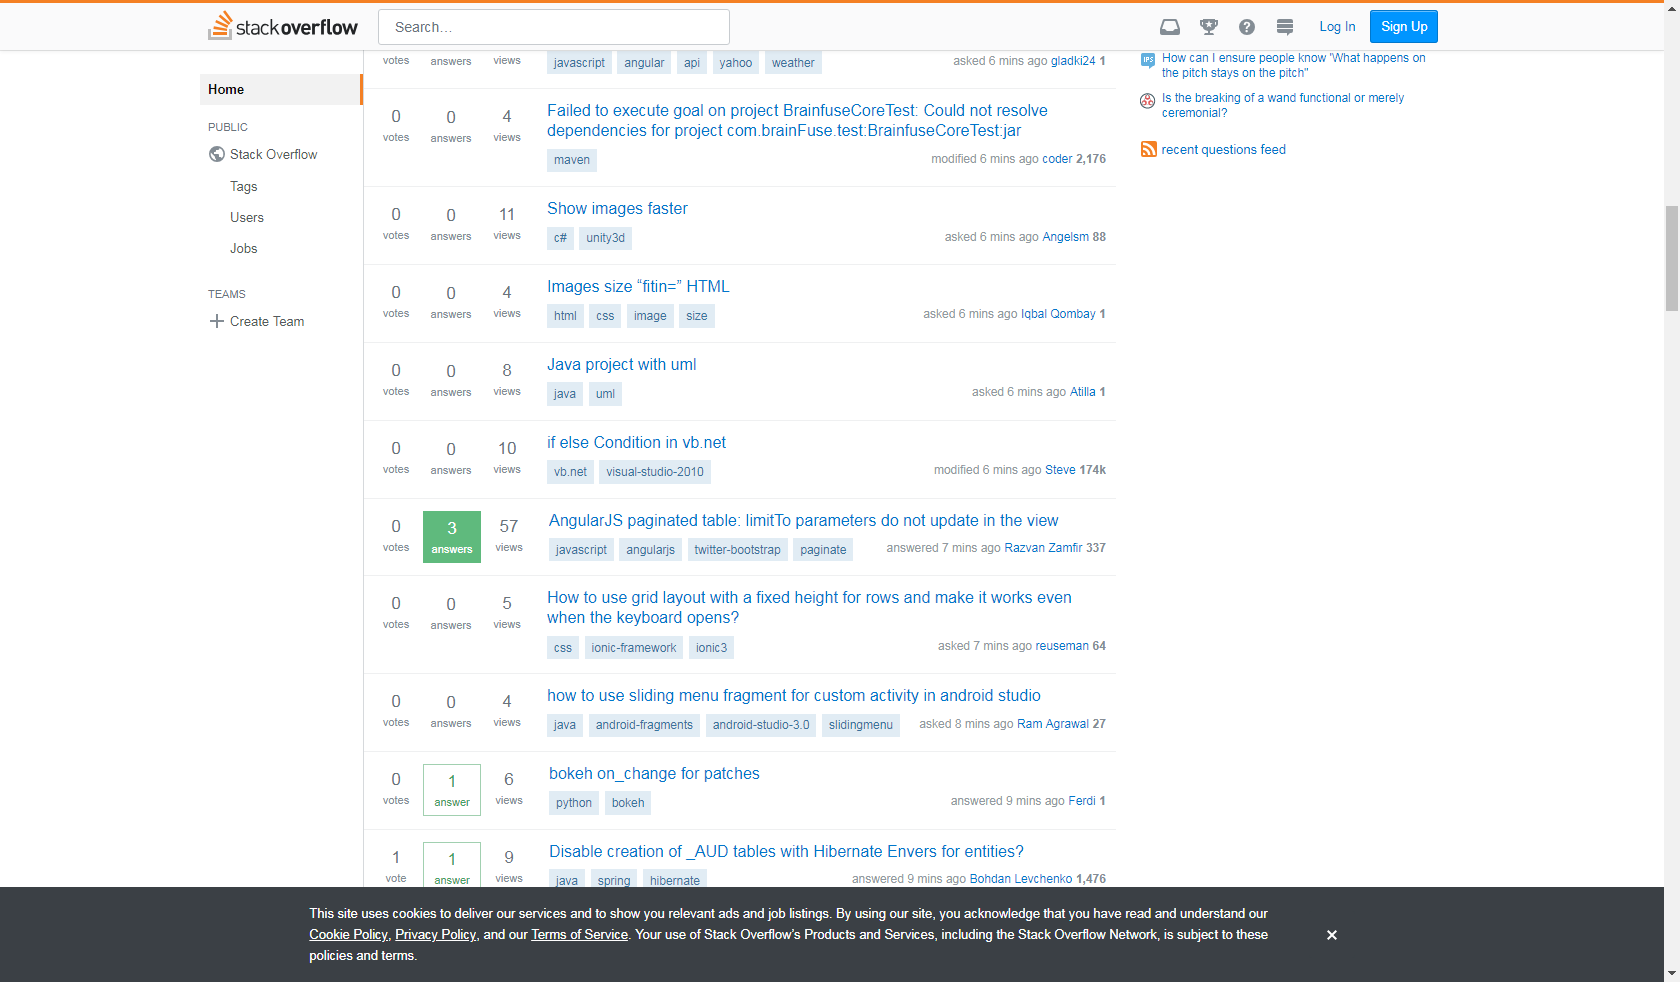 stackoverflow
Search...
Log In
Sign Up
Home
PUBLIC
Stack Overflow
Tags
Users
Jobs
TEAMS
Create Team
votes
answers
views
javascript angular api yahoo weather
asked 6 mins ago gladki24 1
0
votes
0
answers
4
views
Failed to execute goal on project BrainfuseCoreTest: Could not resolve
dependencies for project com.brainFuse.test:BrainfuseCoreTest:jar
maven
modified 6 mins ago coder 2,176
0
votes
0
answers
11
views
Show images faster
c# unity3d
asked 6 mins ago Angelsm 88
0
votes
0
answers
4
views
Images size “fitin=” HTML
html css image size
asked 6 mins ago Iqbal Qombay 1
0
votes
0
answers
8
views
Java project with uml
java uml
asked 6 mins ago Atilla 1
0
votes
0
answers
10
views
if else Condition in vb.net
vb.net visual-studio-2010
modified 6 mins ago Steve 174k
0
votes
3
answers
57
views
AngularJS paginated table: limitTo parameters do not update in the view
javascript angularjs twitter-bootstrap paginate
answered 7 mins ago Razvan Zamfir 337
0
votes
0
answers
5
views
How to use grid layout with a fixed height for rows and make it works even
when the keyboard opens?
css ionic-framework ionic3
asked 7 mins ago reuseman 64
0
votes
0
answers
4
views
how to use sliding menu fragment for custom activity in android studio
java android-fragments android-studio-3.0 slidingmenu
asked 8 mins ago Ram Agrawal 27
0
votes
1
answer
6
views
bokeh on_change for patches
python bokeh
answered 9 mins ago Ferdi 1
1
vote
1
answer
9
views
Disable creation of _AUD tables with Hibernate Envers for entities?
java spring hibernate
answered 9 mins ago Bohdan Levchenko 1,476
IPS
How can I ensure people know "What happens on
the pitch stays on the pitch"
Is the breaking of a wand functional or merely
ceremonial?
recent questions feed
This site uses cookies to deliver our services and to show you relevant ads and job listings. By using our site, you acknowledge that you have read and understand our
Cookie Policy, Privacy Policy, and our Terms of Service. Your use of Stack Overflow’s Products and Services, including the Stack Overflow Network, is subject to these
policies and terms.